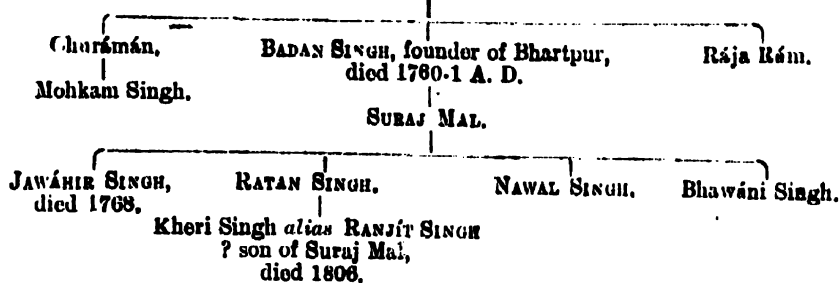 Churámán.
BADAN SINGH, founder of Bhartpur,
died 1760-1 A. D.
Rája Rám.
Mohkam Singh.
SURAJ MAL.
JAWÁHIR SINGH,
died 1768.
RATAN SINGH.
NAWAL SINGH.
Bhawáni Singh.
Kheri Singh alias RANJÍT SINGH
? son of Suraj Mal,
died 1806.